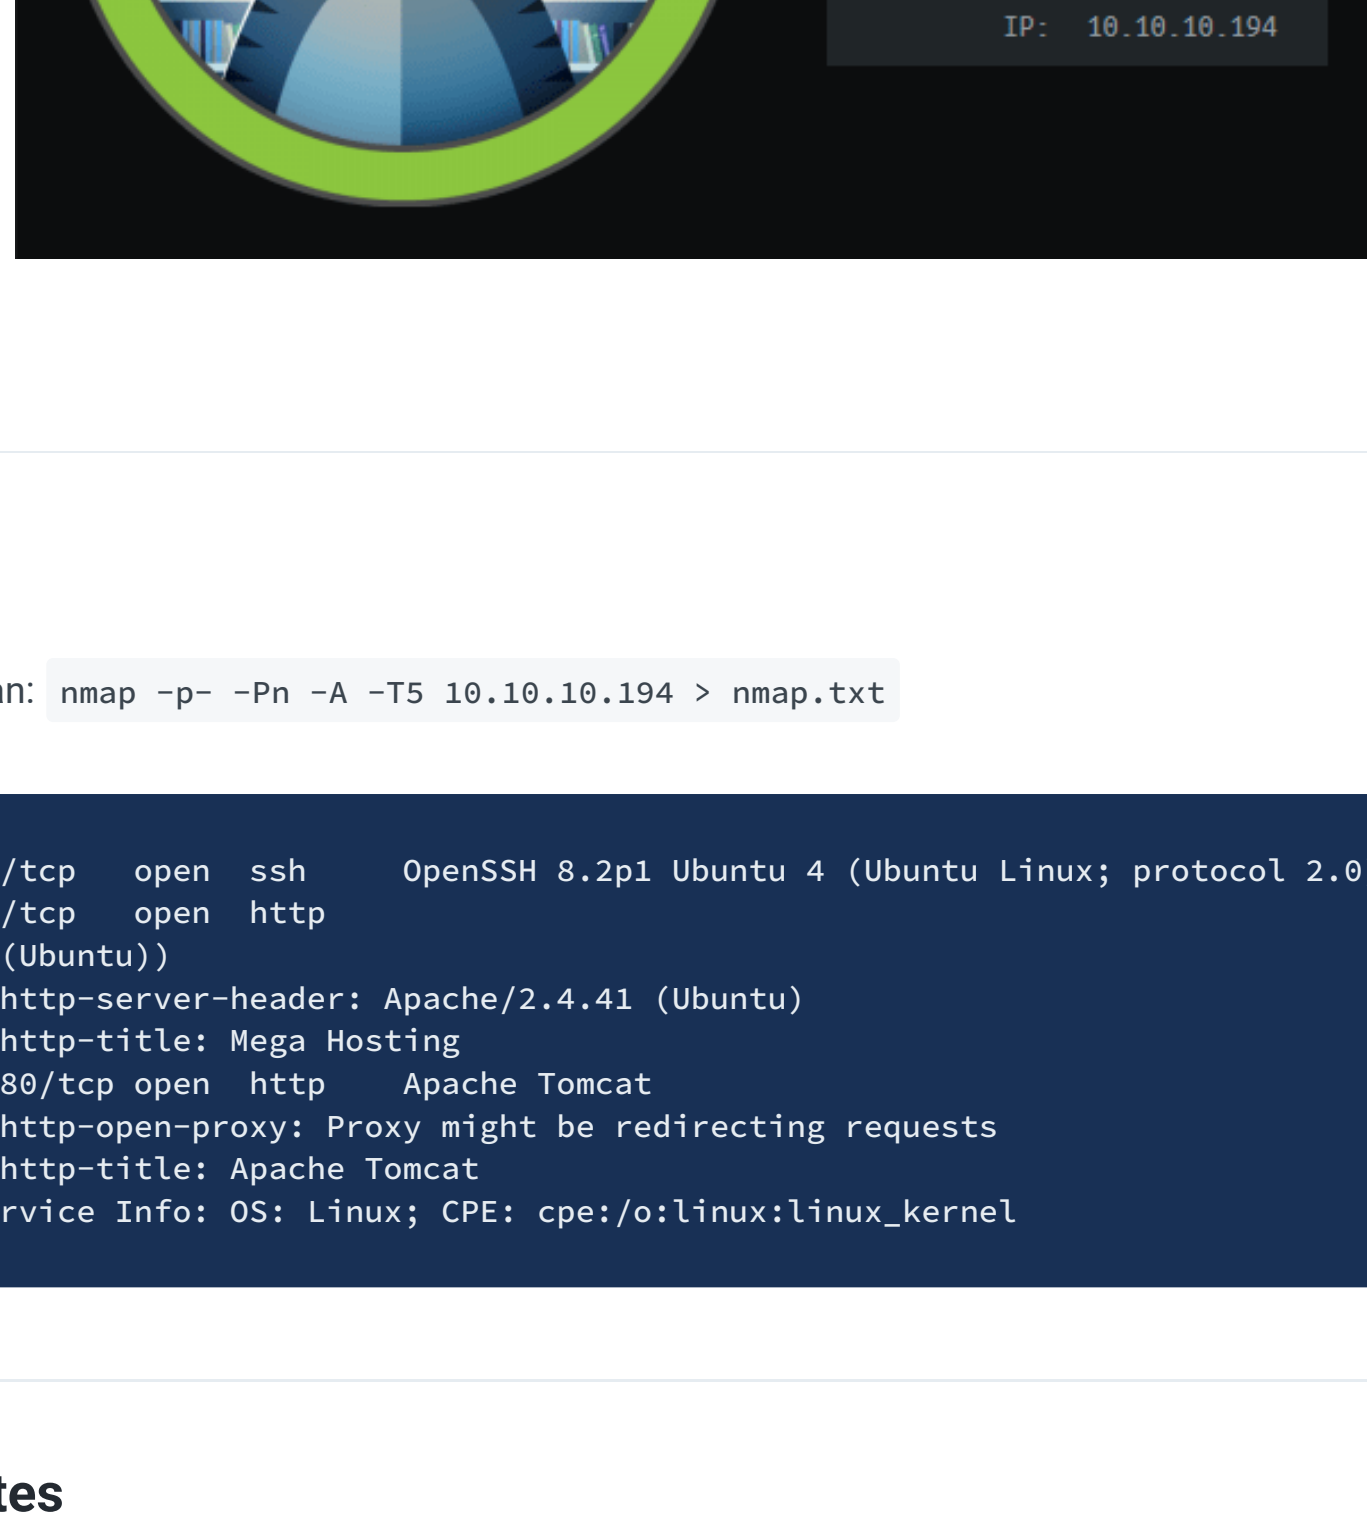 IP: 10.10.10.194
an: nmap -p- -Pn -A -T5 10.10.10.194 > nmap.txt
/tcp open ssh OpenSSH 8.2p1 Ubuntu 4 (Ubuntu Linux; protocol 2.0
/tcp open http
(Ubuntu))
http-server-header: Apache/2.4.41 (Ubuntu)
http-title: Mega Hosting
80/tcp open http Apache Tomcat
http-open-proxy: Proxy might be redirecting requests
http-title: Apache Tomcat
rvice Info: OS: Linux; CPE: cpe:/o:linux:linux_kernel
tes